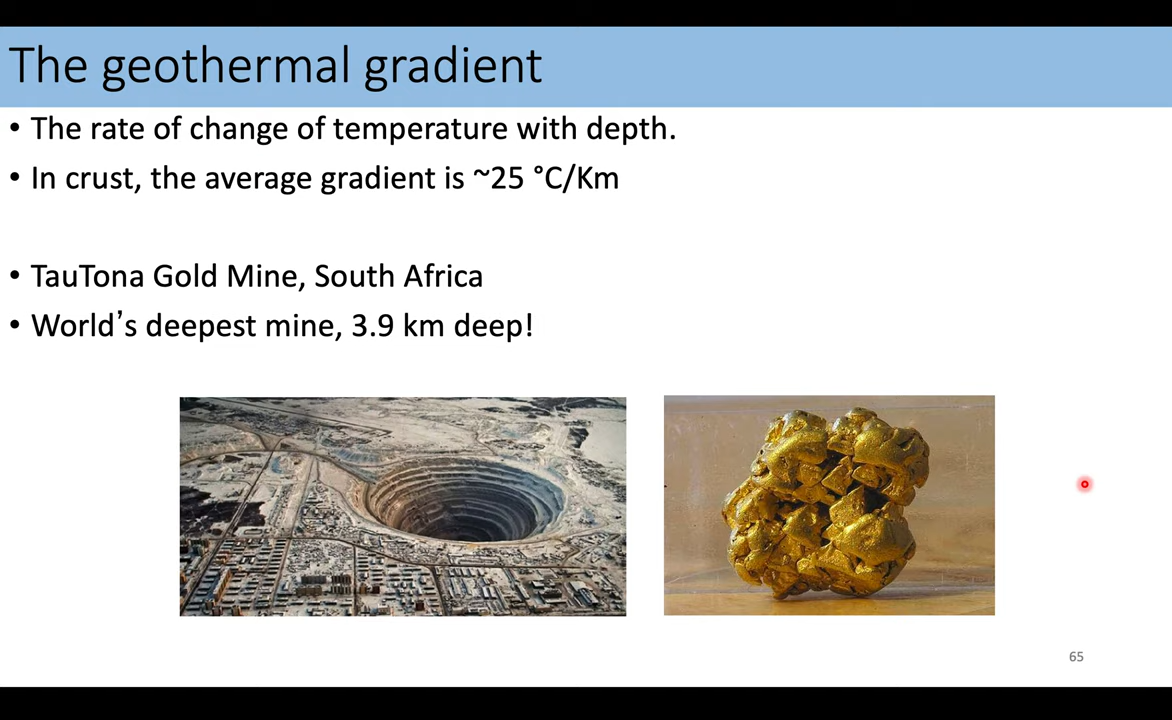 The geothermal gradient
• The rate of change of temperature with depth.
• In crust, the average gradient is ~25 °C/Km
• TauTona Gold Mine, South Africa
• World’s deepest mine, 3.9 km deep!
65